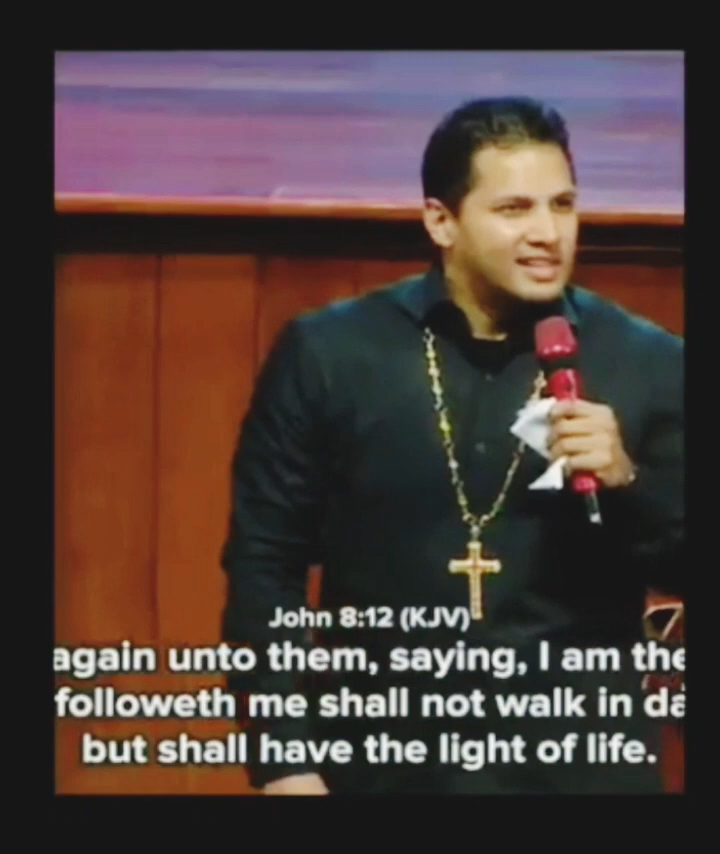 John 8:12 (KJV)
again unto them, saying, I am the
followeth me shall not walk in da
but shall have the light of life.